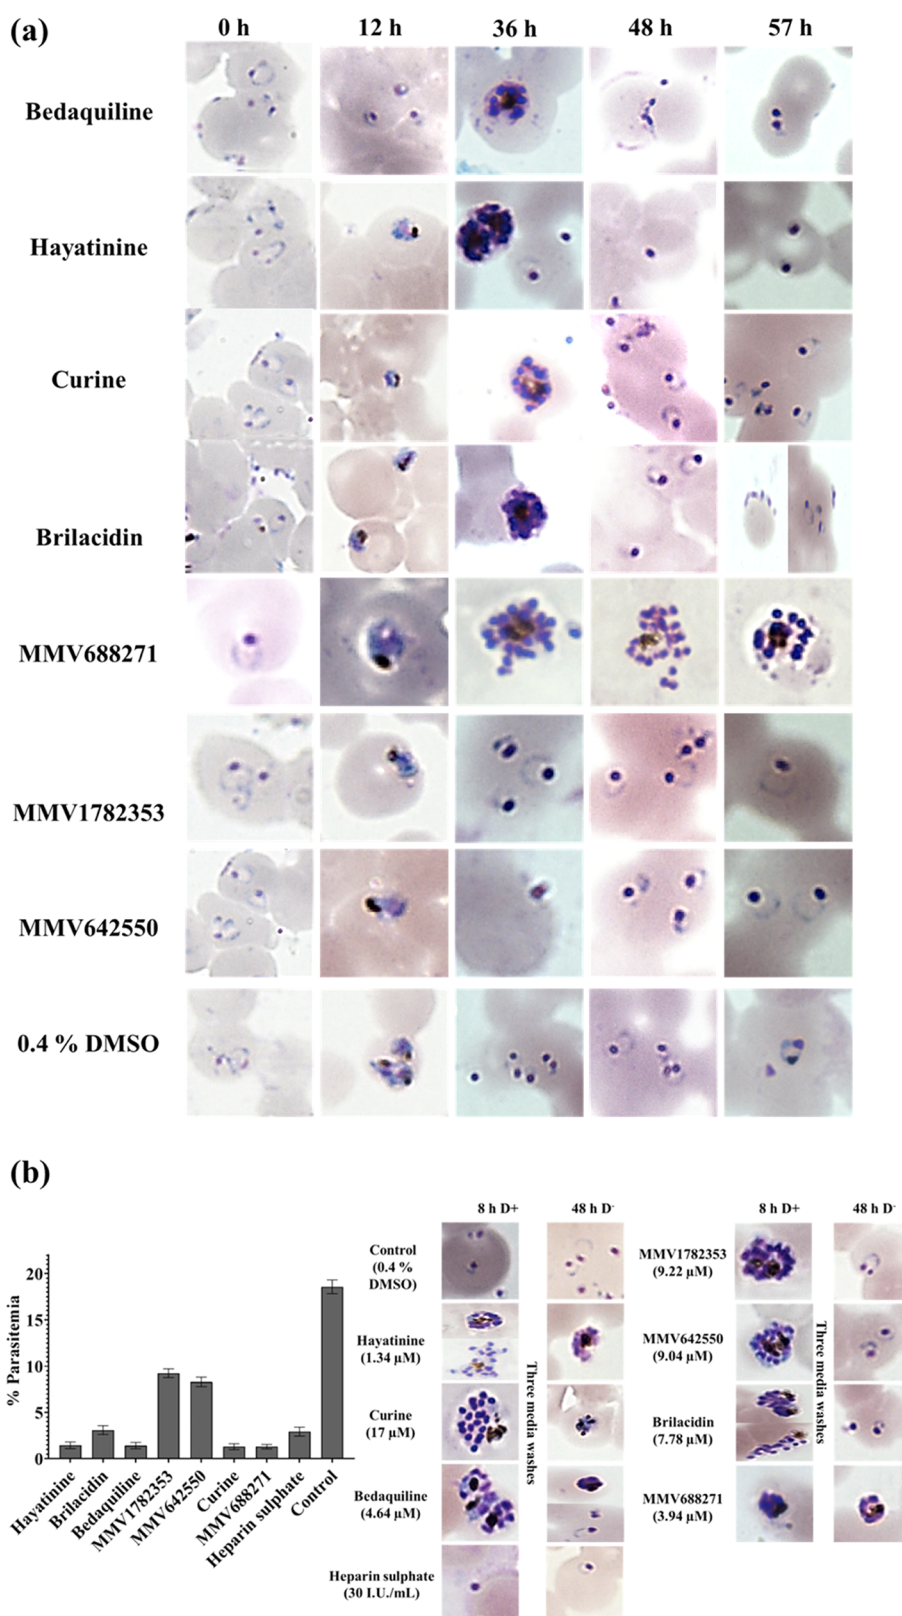 (a)
0 h 12 h 36 h 48 h 57 h
Bedaquiline
Hayatinine
Curine
Brilacidin
MMV688271
MMV1782353
MMV642550
0.4 % DMSO
(b)
% Parasitemia
20
15
10
5
0
Hayatinine
Brilacidin
Bedaquiline
MMV1782353
MMV642550
Curine
MMV688271
Heparin sulphate
Control
8 h D+ 48 h D-
Control
(0.4 %
DMSO)
Hayatinine
(1.34 µM)
Curine
(17 µM)
Bedaquiline
(4.64 µM)
Heparin sulphate
(30 I.U./mL)
Three media washes
8 h D+ 48 h D-
MMV1782353
(9.22 µM)
MMV642550
(9.04 µM)
Brilacidin
(7.78 µM)
MMV688271
(3.94 µM)
Three media washes